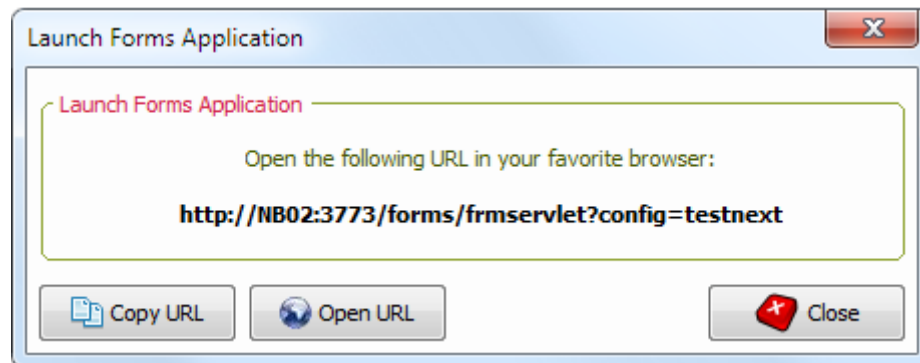 Launch Forms Application
Launch Forms Application
Open the following URL in your favorite browser:
http://NB02:3773/forms/frmservlet?config=testnext
Copy URL
Open URL
Close